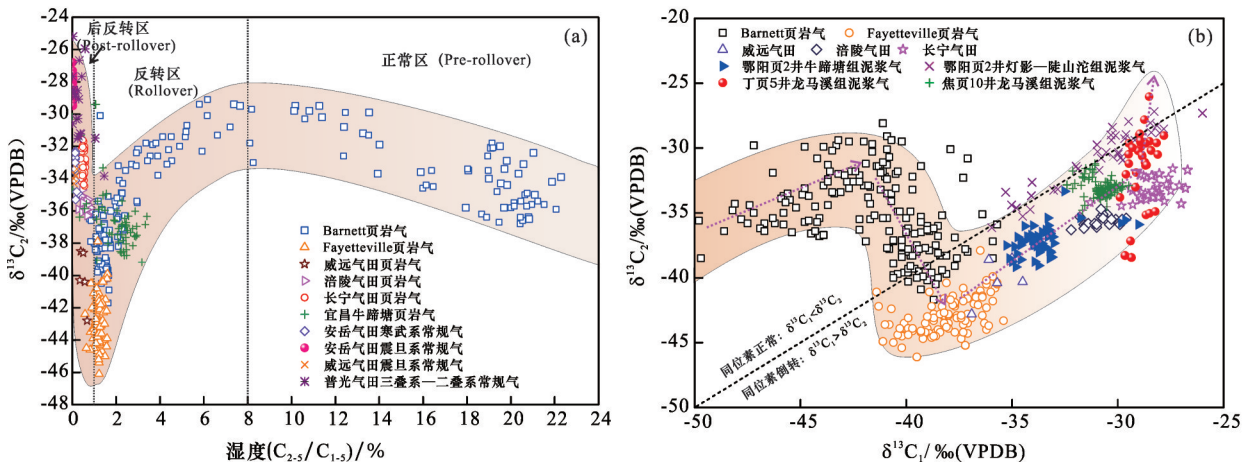 (a)
后反转区
(Post-rollover)
反转区
(Rollover)
正常区 (Pre-rollover)
δ¹³C₂/‰(VPDB)
-24
-26
-28
-30
-32
-34
-36
-38
-40
-42
-44
-46
-48
0
2
4
6
8
10
12
14
16
18
20
22
24
湿度(C₂₋₅/C₁₋₅)/%
Barnett页岩气
Fayetteville页岩气
威远气田页岩气
涪陵气田页岩气
长宁气田页岩气
宜昌牛蹄塘页岩气
安岳气田寒武系常规气
安岳气田震旦系常规气
威远气田震旦系常规气
普光气田三叠系—二叠系常规气
(b)
Barnett页岩气 Fayetteville页岩气
威远气田 涪陵气田 长宁气田
鄂阳页2井牛蹄塘组泥浆气 鄂阳页2井灯影—陡山沱组泥浆气
丁页5井龙马溪组泥浆气 焦页10井龙马溪组泥浆气
δ¹³C₂/‰(VPDB)
-20
-25
-30
-35
-40
-45
-50
-50
-45
-40
-35
-30
-25
-25
δ¹³C₁/‰(VPDB)
同位素正常: δ¹³C₁<δ¹³C₂
同位素倒转: δ¹³C₁>δ¹³C₂